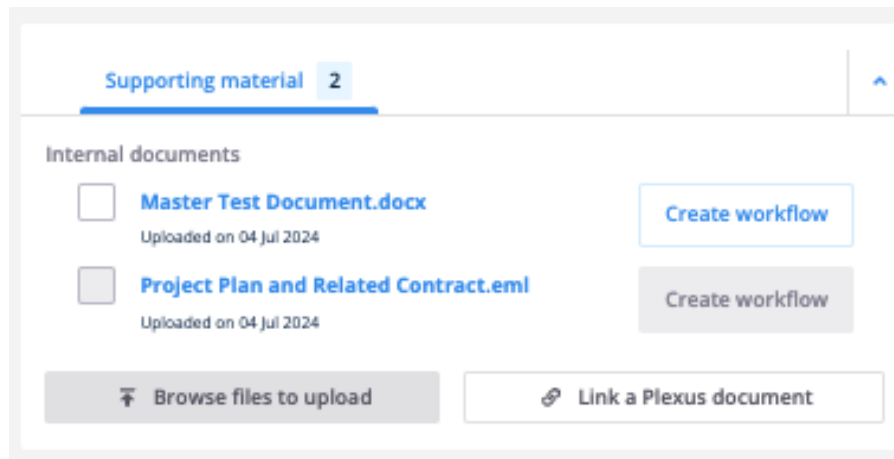 Supporting material 2
Internal documents
Master Test Document.docx
Create workflow
Uploaded on 04 Jul 2024
Project Plan and Related Contract.eml
Create workflow
Uploaded on 04 Jul 2024
Browse files to upload
Link a Plexus document